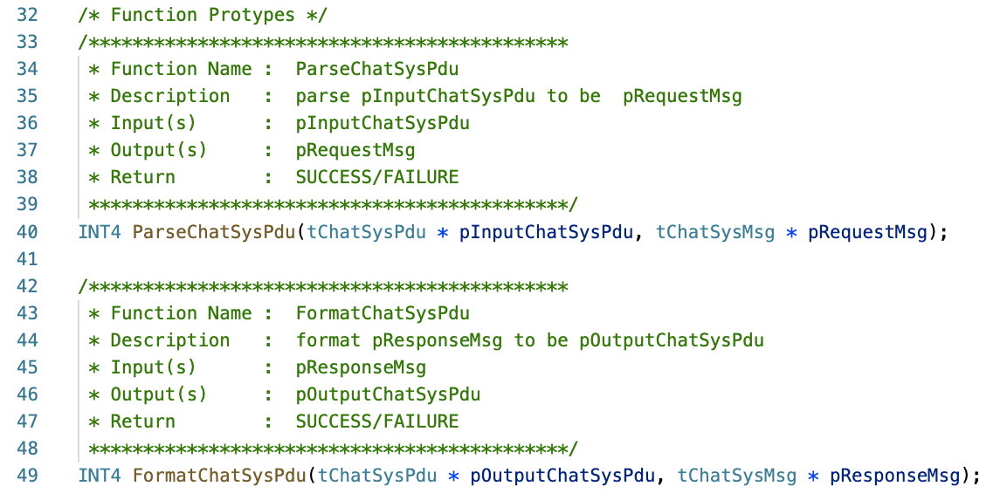 32 /* Function Protypes */
33 /********************************************
34 * Function Name :  ParseChatSysPdu
35 * Description   :  parse pInputChatSysPdu to be  pRequestMsg
36 * Input(s)      :  pInputChatSysPdu
37 * Output(s)     :  pRequestMsg
38 * Return        :  SUCCESS/FAILURE
39 ********************************************/
40 INT4 ParseChatSysPdu(tChatSysPdu * pInputChatSysPdu, tChatSysMsg * pRequestMsg);
41
42 /********************************************
43 * Function Name :  FormatChatSysPdu
44 * Description   :  format pResponseMsg to be pOutputChatSysPdu
45 * Input(s)      :  pResponseMsg
46 * Output(s)     :  pOutputChatSysPdu
47 * Return        :  SUCCESS/FAILURE
48 ********************************************/
49 INT4 FormatChatSysPdu(tChatSysPdu * pOutputChatSysPdu, tChatSysMsg * pResponseMsg);